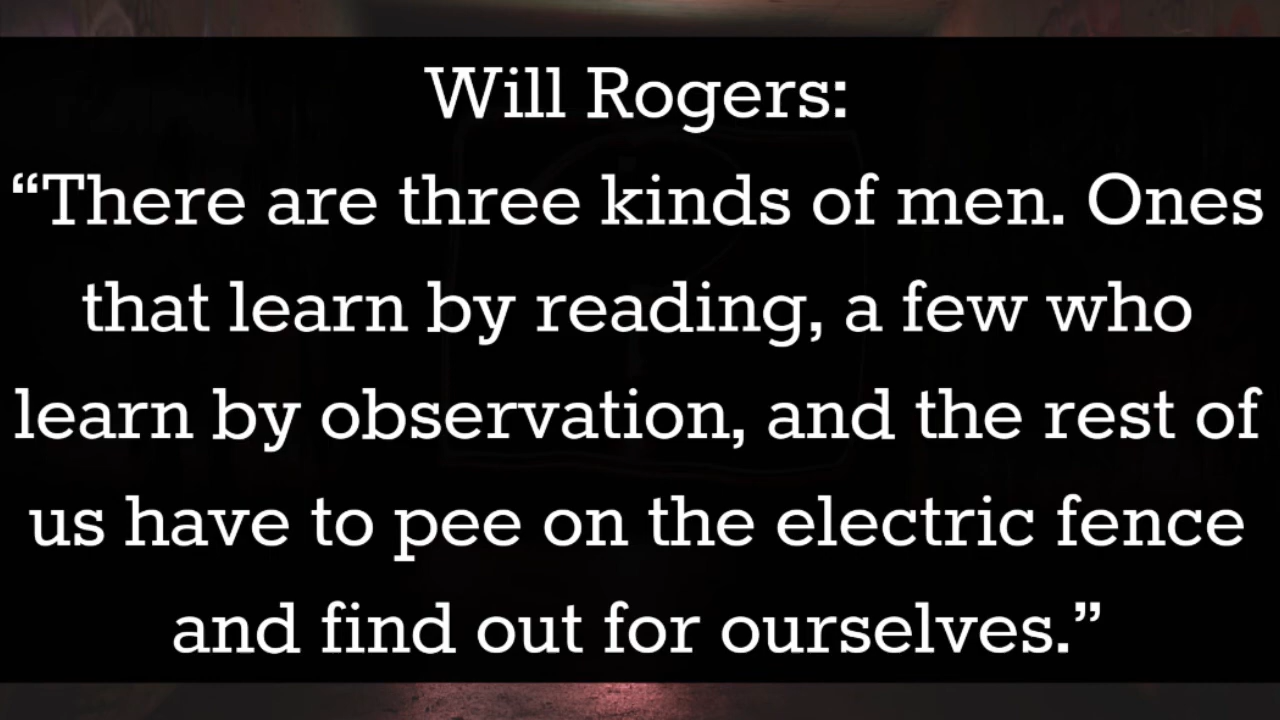 Will Rogers:
“There are three kinds of men. Ones
that learn by reading, a few who
learn by observation, and the rest of
us have to pee on the electric fence
and find out for ourselves.”